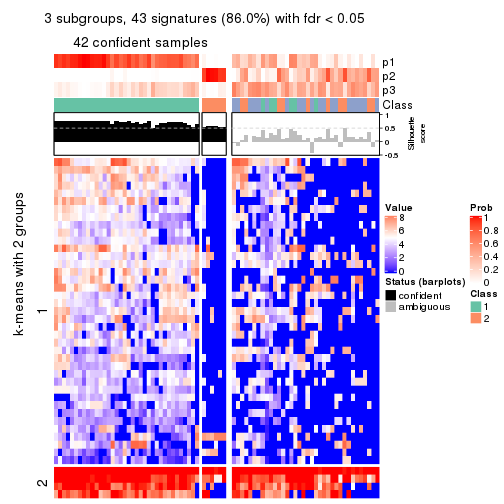 3 subgroups, 43 signatures (86.0%) with fdr < 0.05
42 confident samples
p1
p2
p3
Class
1
0.5
0
-0.5
Silhouette
score
k-means with 2 groups
1
2
Value
8
6
4
2
0
Status (barplots)
confident
ambiguous
Prob
1
0.8
0.6
0.4
0.2
0
Class
1
2